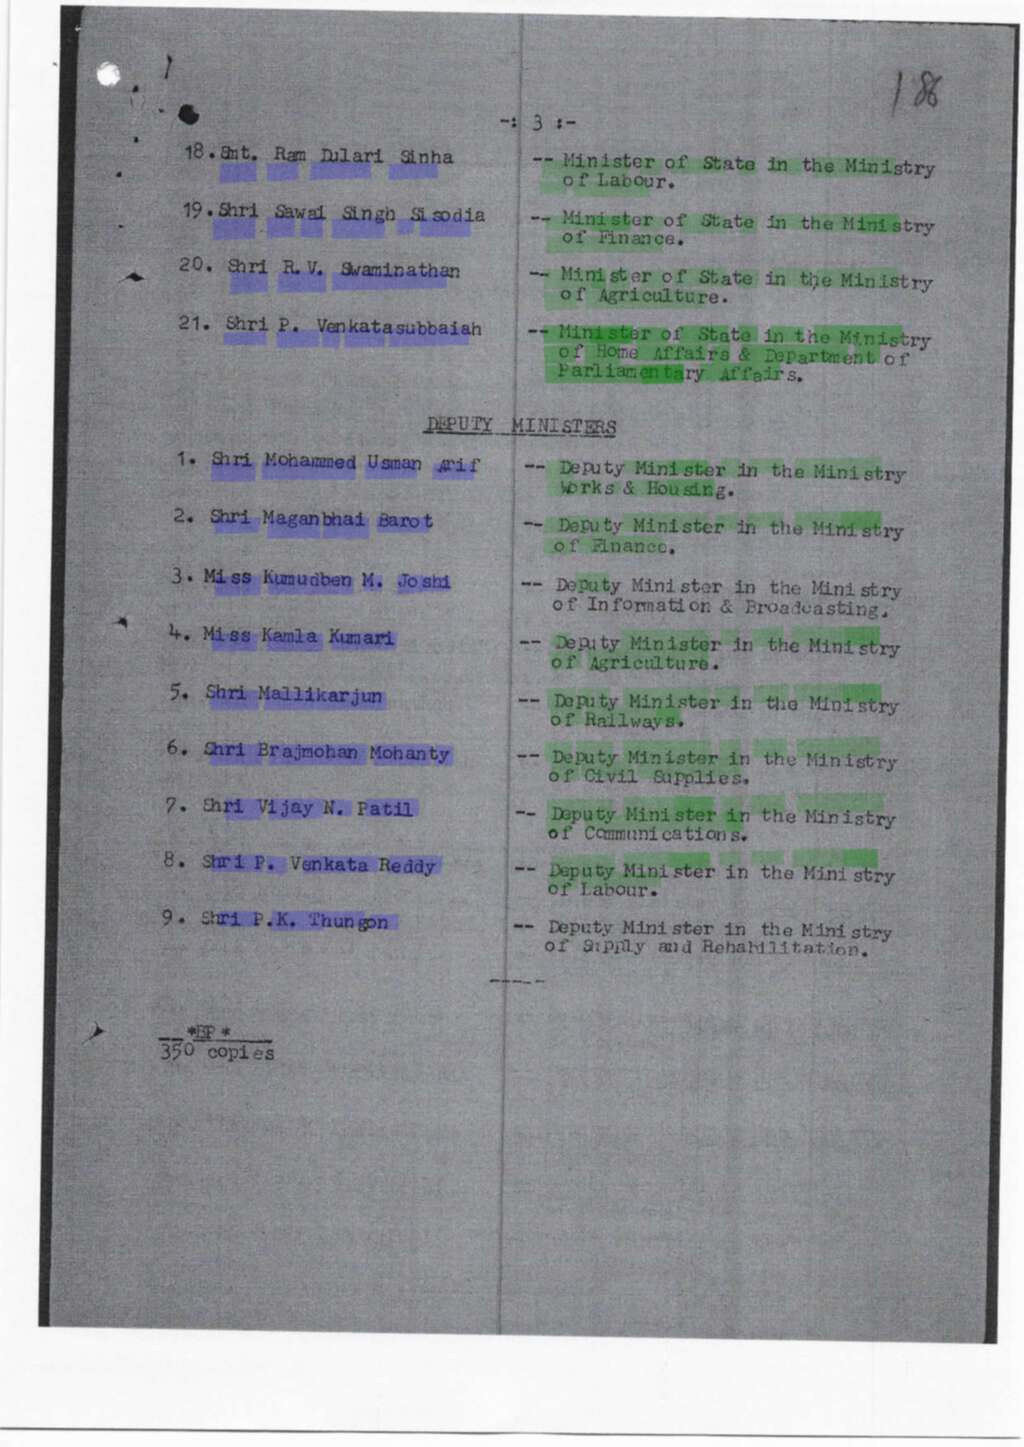 186
-: 3 :-
18. Smt. Ram Dulari Sinha -- Minister of State in the Ministry
of Labour.
19. Shri Sawai Singh Sisodia -- Minister of State in the Ministry
of Finance.
20. Shri R.V. Swaminathan -- Minister of State in the Ministry
of Agriculture.
21. Shri P. Venkatasubbaiah -- Minister of State in the Ministry
of Home Affairs & Department of
Parliamentary Affairs.
DEPUTY MINISTERS
1. Shri Mohammed Usman Arif -- Deputy Minister in the Ministry
Works & Housing.
2. Shri Maganbhai Barot -- Deputy Minister in the Ministry
of Finance.
3. Miss Kumudben M. Joshi -- Deputy Minister in the Ministry
of Information & Broadcasting.
4. Miss Kamla Kumari -- Deputy Minister in the Ministry
of Agriculture.
5. Shri Mallikarjun -- Deputy Minister in the Ministry
of Railways.
6. Shri Brajmohan Mohanty -- Deputy Minister in the Ministry
of Civil Supplies.
7. Shri Vijay N. Patil -- Deputy Minister in the Ministry
of Communications.
8. Shri P. Venkata Reddy -- Deputy Minister in the Ministry
of Labour.
9. Shri P.K. Thungon -- Deputy Minister in the Ministry
of Supply and Rehabilitation.
-----
*BP*
350 copies